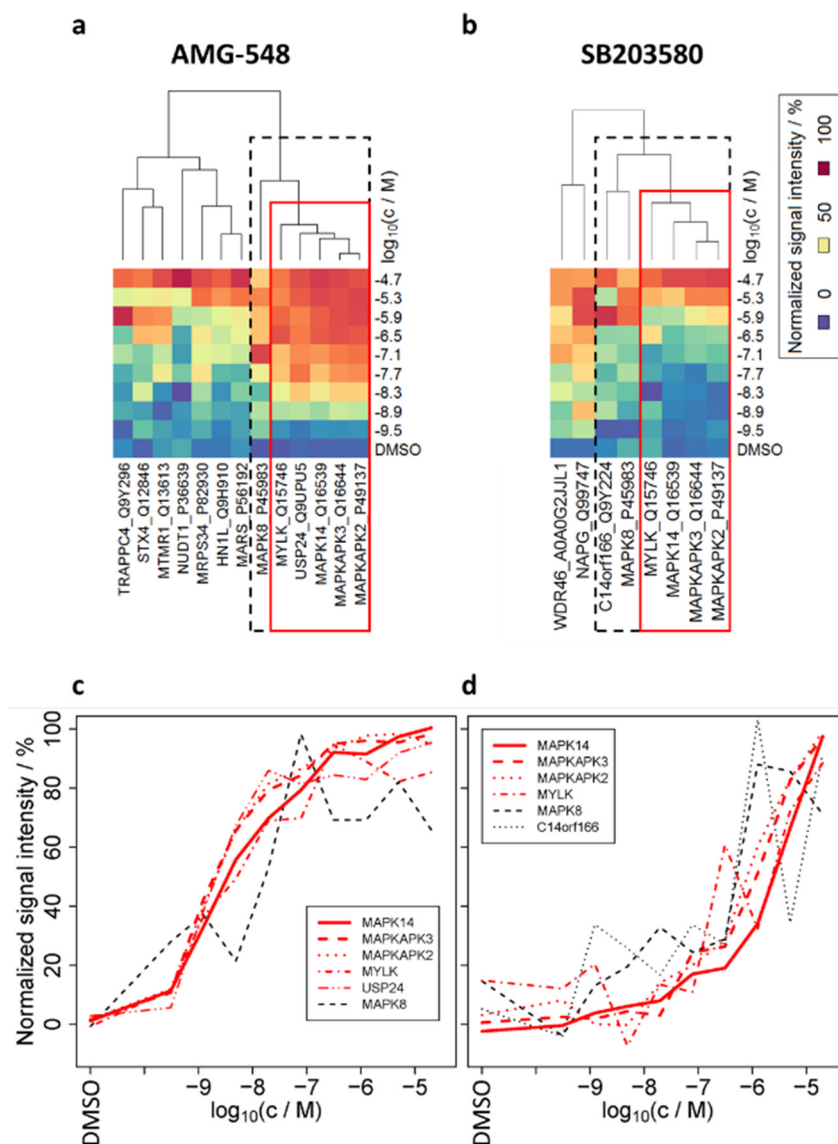 a
AMG-548
b
SB203580
log10(c / M)
-4.7
-5.3
-5.9
-6.5
-7.1
-7.7
-8.3
-8.9
-9.5
DMSO
TRAPPC4_Q9Y296
STX4_Q12846
MTMR1_Q13613
NUDT1_P36639
MRPS34_P82930
HN1L_Q9H910
MARS_P56192
MAPK8_P45983
MYLK_Q15746
USP24_Q9UPU5
MAPK14_Q16539
MAPKAPK3_Q16644
MAPKAPK2_P49137
log10(c / M)
-4.7
-5.3
-5.9
-6.5
-7.1
-7.7
-8.3
-8.9
-9.5
DMSO
WDR46_A0A0G2JJL1
NAPG_Q99747
C14orf166_Q9Y224
MAPK8_P45983
MYLK_Q15746
MAPK14_Q16539
MAPKAPK3_Q16644
MAPKAPK2_P49137
Normalized signal intensity / %
0
50
100
c
Normalized signal intensity / %
100
80
60
40
20
0
MAPK14
MAPKAPK3
MAPKAPK2
MYLK
USP24
MAPK8
DMSO
-9
-8
-7
-6
-5
log10(c / M)
d
MAPK14
MAPKAPK3
MAPKAPK2
MYLK
MAPK8
C14orf166
DMSO
-9
-8
-7
-6
-5
log10(c / M)